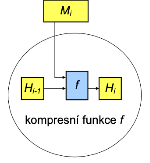 Mi
Hi-1 f Hi
kompresní funkce f